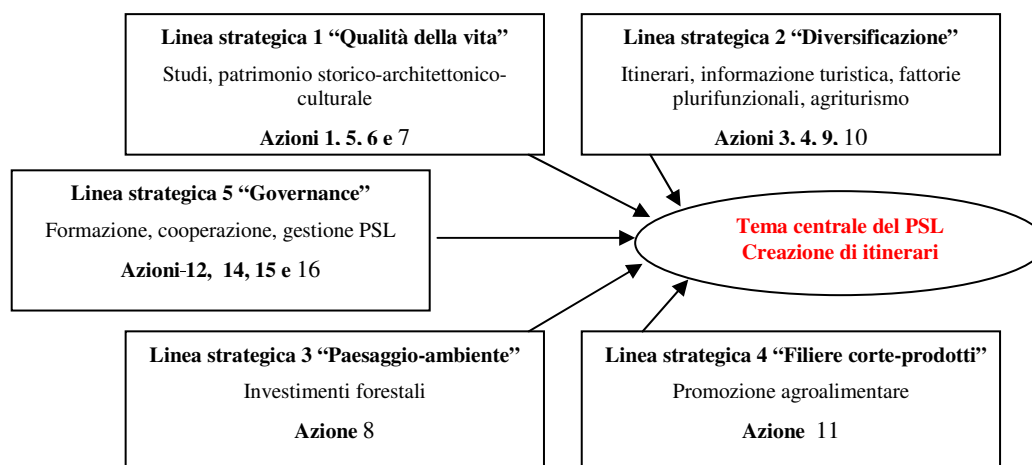 Linea strategica 1 “Qualità della vita”
Studi, patrimonio storico-architettonico-
culturale
Azioni 1, 5, 6 e 7
Linea strategica 2 “Diversificazione”
Itinerari, informazione turistica, fattorie
plurifunzionali, agriturismo
Azioni 3, 4, 9, 10
Linea strategica 5 “Governance”
Formazione, cooperazione, gestione PSL
Azioni-12, 14, 15 e 16
Tema centrale del PSL
Creazione di itinerari
Linea strategica 3 “Paesaggio-ambiente”
Investimenti forestali
Azione 8
Linea strategica 4 “Filiere corte-prodotti”
Promozione agroalimentare
Azione 11